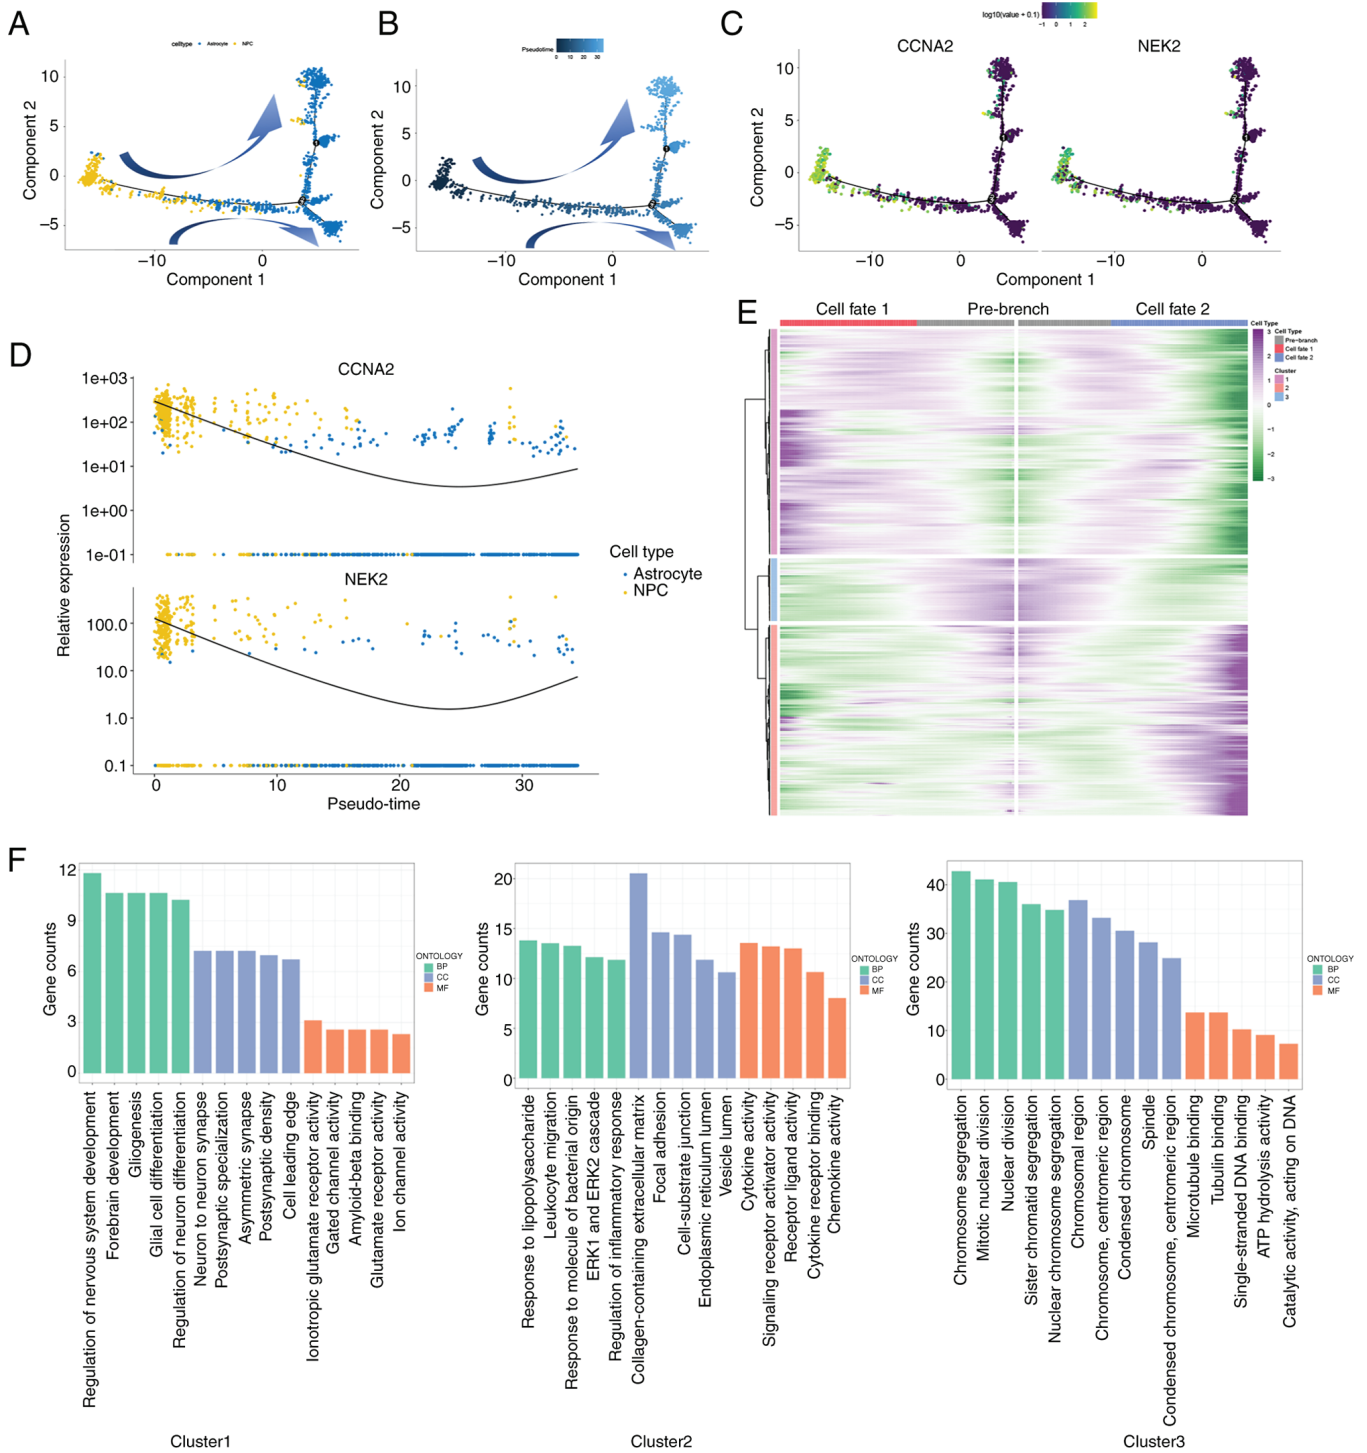 A
celltype Astrocyte NPC
Component 2
10
5
0
−5
−10 0
Component 1
B
Pseudotime
0 10 20 30
Component 2
10
5
0
−5
−10 0
Component 1
C
log10(value + 0.1)
−1 0 1 2
CCNA2 NEK2
Component 2
10
5
0
−5
−10 0 −10 0
Component 1
D
CCNA2
1e+03
1e+02
1e+01
1e+00
1e-01
NEK2
100.0
10.0
1.0
0.1
Relative expression
0 10 20 30
Pseudo-time
Cell type
Astrocyte
NPC
E
Cell fate 1 Pre-brench Cell fate 2
Cell Type
3
2
1
0
−1
−2
−3
Cell Type
Pre−branch
Cell fate 1
Cell fate 2
Cluster
1
2
3
F
Gene counts
12
9
6
3
0
ONTOLOGY
BP
CC
MF
Regulation of nervous system development
Forebrain development
Gliogenesis
Glial cell differentiation
Regulation of neuron differentiation
Neuron to neuron synapse
Postsynaptic specialization
Asymmetric synapse
Postsynaptic density
Cell leading edge
Ionotropic glutamate receptor activity
Gated channel activity
Amyloid-beta binding
Glutamate receptor activity
Ion channel activity
Cluster1
Gene counts
20
15
10
5
0
ONTOLOGY
BP
CC
MF
Response to lipopolysaccharide
Leukocyte migration
Response to molecule of bacterial origin
ERK1 and ERK2 cascade
Regulation of inflammatory response
Collagen-containing extracellular matrix
Focal adhesion
Cell-substrate junction
Endoplasmic reticulum lumen
Vesicle lumen
Cytokine activity
Signaling receptor activator activity
Receptor ligand activity
Cytokine receptor binding
Chemokine activity
Cluster2
Gene counts
40
30
20
10
0
ONTOLOGY
BP
CC
MF
Chromosome segregation
Mitotic nuclear division
Nuclear division
Sister chromatid segregation
Nuclear chromosome segregation
Chromosomal region
Chromosome, centromeric region
Condensed chromosome
Spindle
Condensed chromosome, centromeric region
Microtubule binding
Tubulin binding
Single-stranded DNA binding
ATP hydrolysis activity
Catalytic activity, acting on DNA
Cluster3